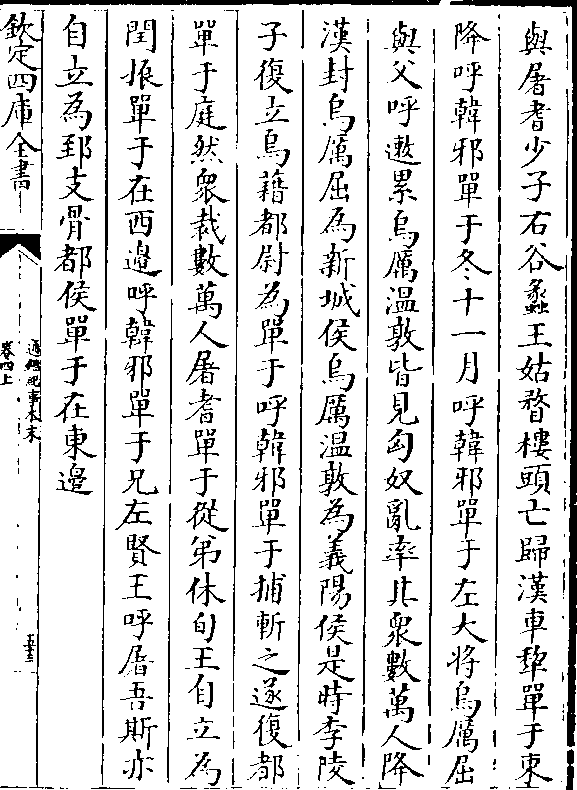 與屠耆少子右谷蠡王姑瞀樓頭亡歸漢車犂單于東
降呼韓邪單于冬十一月呼韓邪單于左大將烏厲屈
與父呼遬累烏厲溫敦皆見匈奴亂率其衆數萬人降
漢封烏厲屈為新城侯烏厲溫敦為義陽侯是時李陵
子復立烏藉都尉為單于呼韓邪單于捕斬之遂復都
單于庭然衆裁數萬人屠耆單于從弟休旬王自立為
閏振單于在西邉呼韓邪單于兄左賢王呼屠吾斯亦
自立為郅支骨都侯單于在東邉
欽定四庫全書
通鑑紀事本末
卷四上